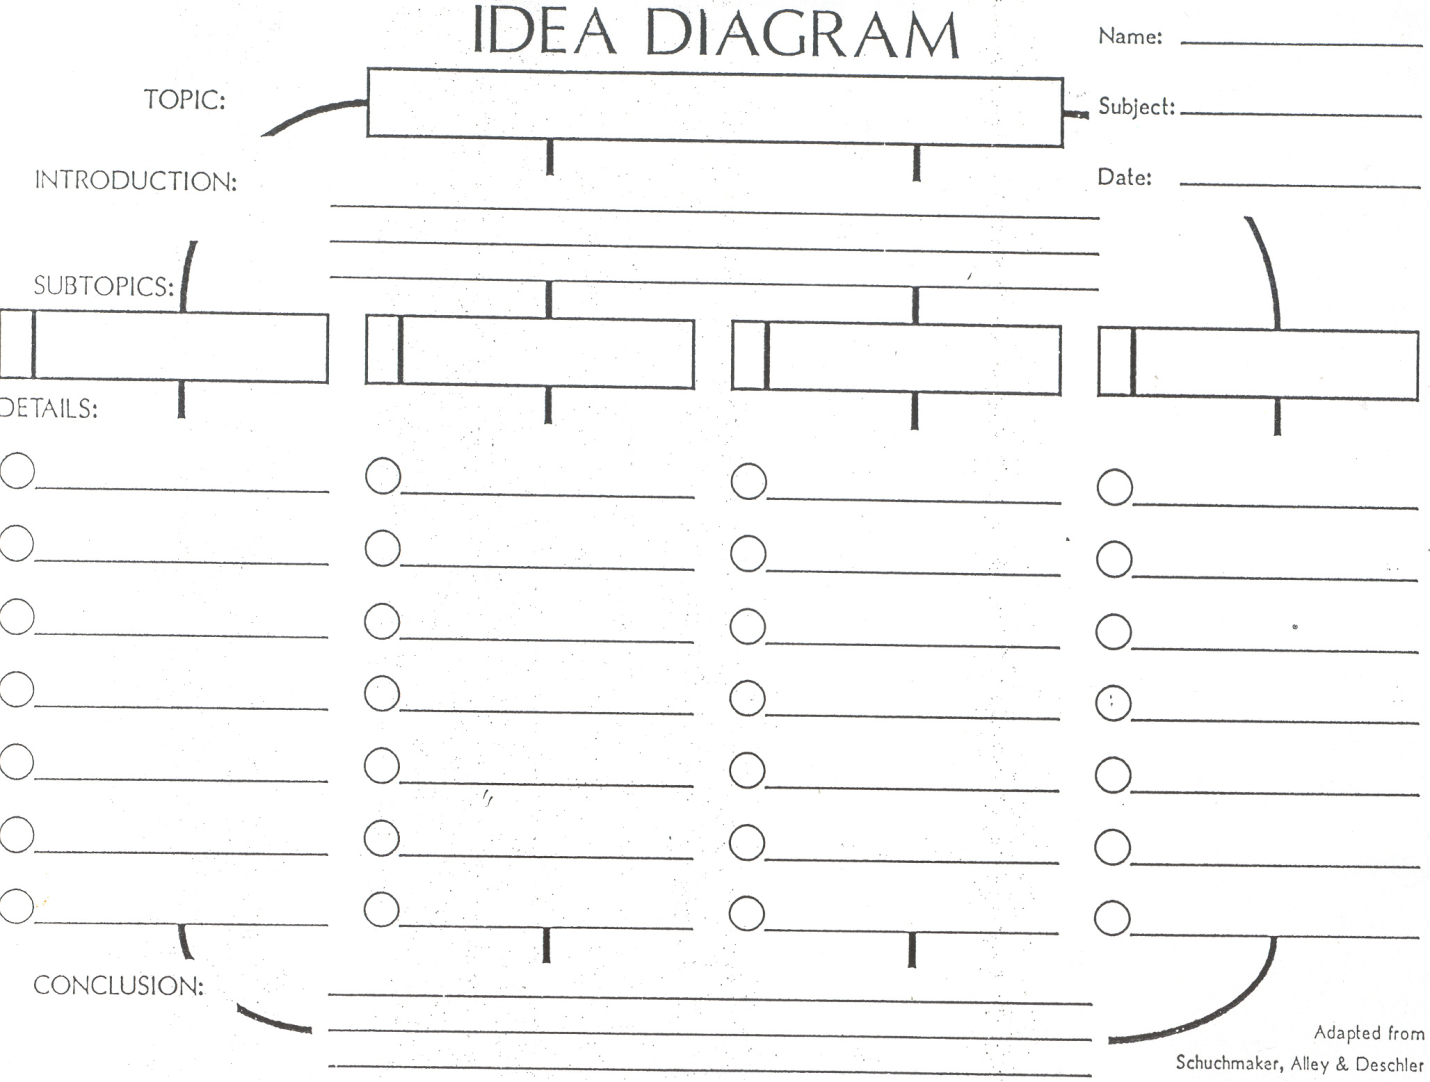 IDEA DIAGRAM
Name:
TOPIC:
Subject:
INTRODUCTION:
Date:
SUBTOPICS:
DETAILS:
CONCLUSION:
Adapted from
Schuchmaker, Alley & Deschler